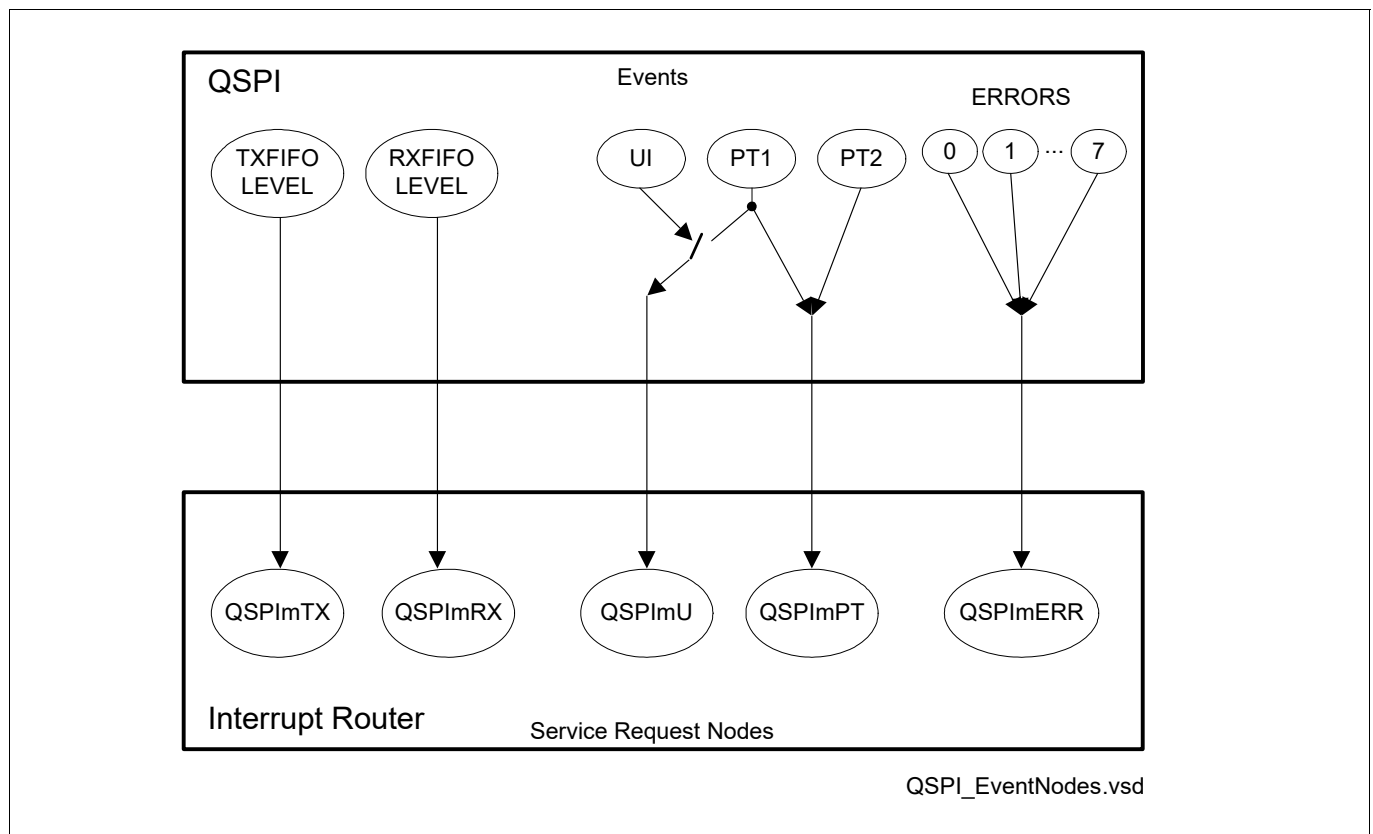 QSPI
Events
ERRORS
TXFIFO
LEVEL
RXFIFO
LEVEL
UI
PT1
PT2
0
1
...
7
QSPImTX
QSPImRX
QSPImU
QSPImPT
QSPImERR
Interrupt Router
Service Request Nodes
QSPI_EventNodes.vsd